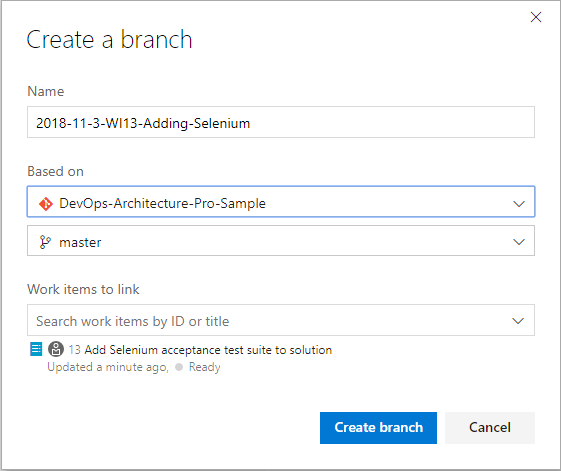 Create a branch
Name
2018-11-3-WI13-Adding-Selenium
Based on
DevOps-Architecture-Pro-Sample
master
Work items to link
Search work items by ID or title
13 Add Selenium acceptance test suite to solution
Updated a minute ago, Ready
Create branch Cancel